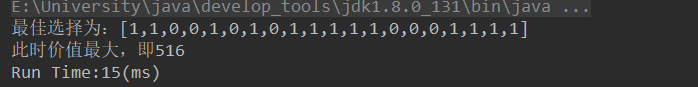 E:\University\java\develop_tools\jdk1.8.0_131\bin\java ...
最佳选择为：[1,1,0,0,1,0,1,0,1,1,1,1,1,0,0,0,1,1,1,1]
此时价值最大，即516
Run Time:15(ms)